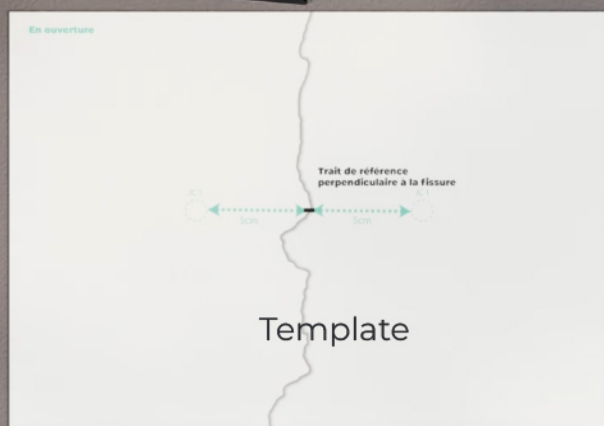 En ouverture
Trait de référence
perpendiculaire à la fissure
5cm
5cm
Template